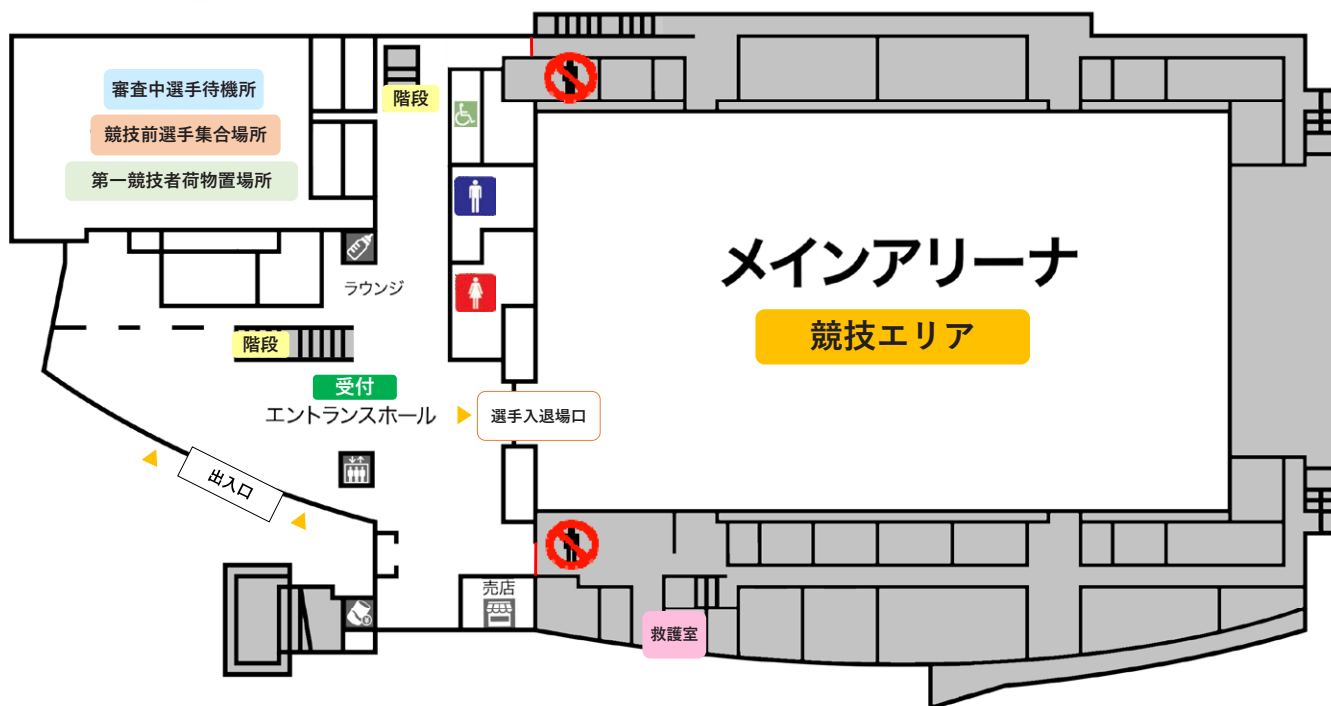 審査中選手待機所
階段
競技前選手集合場所
第一競技者荷物置場所
メインアリーナ
ラウンジ
競技エリア
階段
受付
エントランスホール
選手入退場口
出入口
売店
救護室